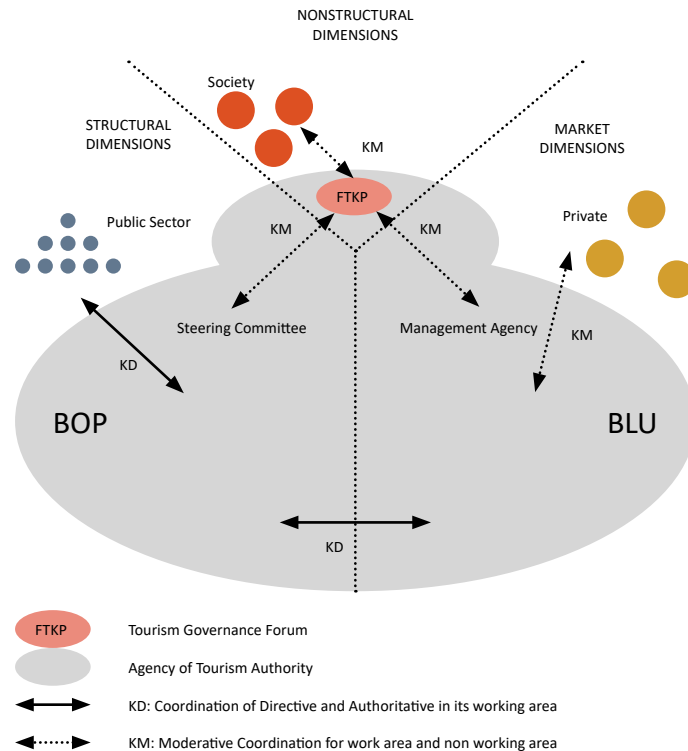 NONSTRUCTURAL
DIMENSIONS
Society
STRUCTURAL
DIMENSIONS
MARKET
DIMENSIONS
KM
FTKP
Public Sector
Private
KM
KM
Steering Committee
Management Agency
KM
KD
BOP
BLU
KD
FTKP
Tourism Governance Forum
Agency of Tourism Authority
KD: Coordination of Directive and Authoritative in its working area
KM: Moderative Coordination for work area and non working area